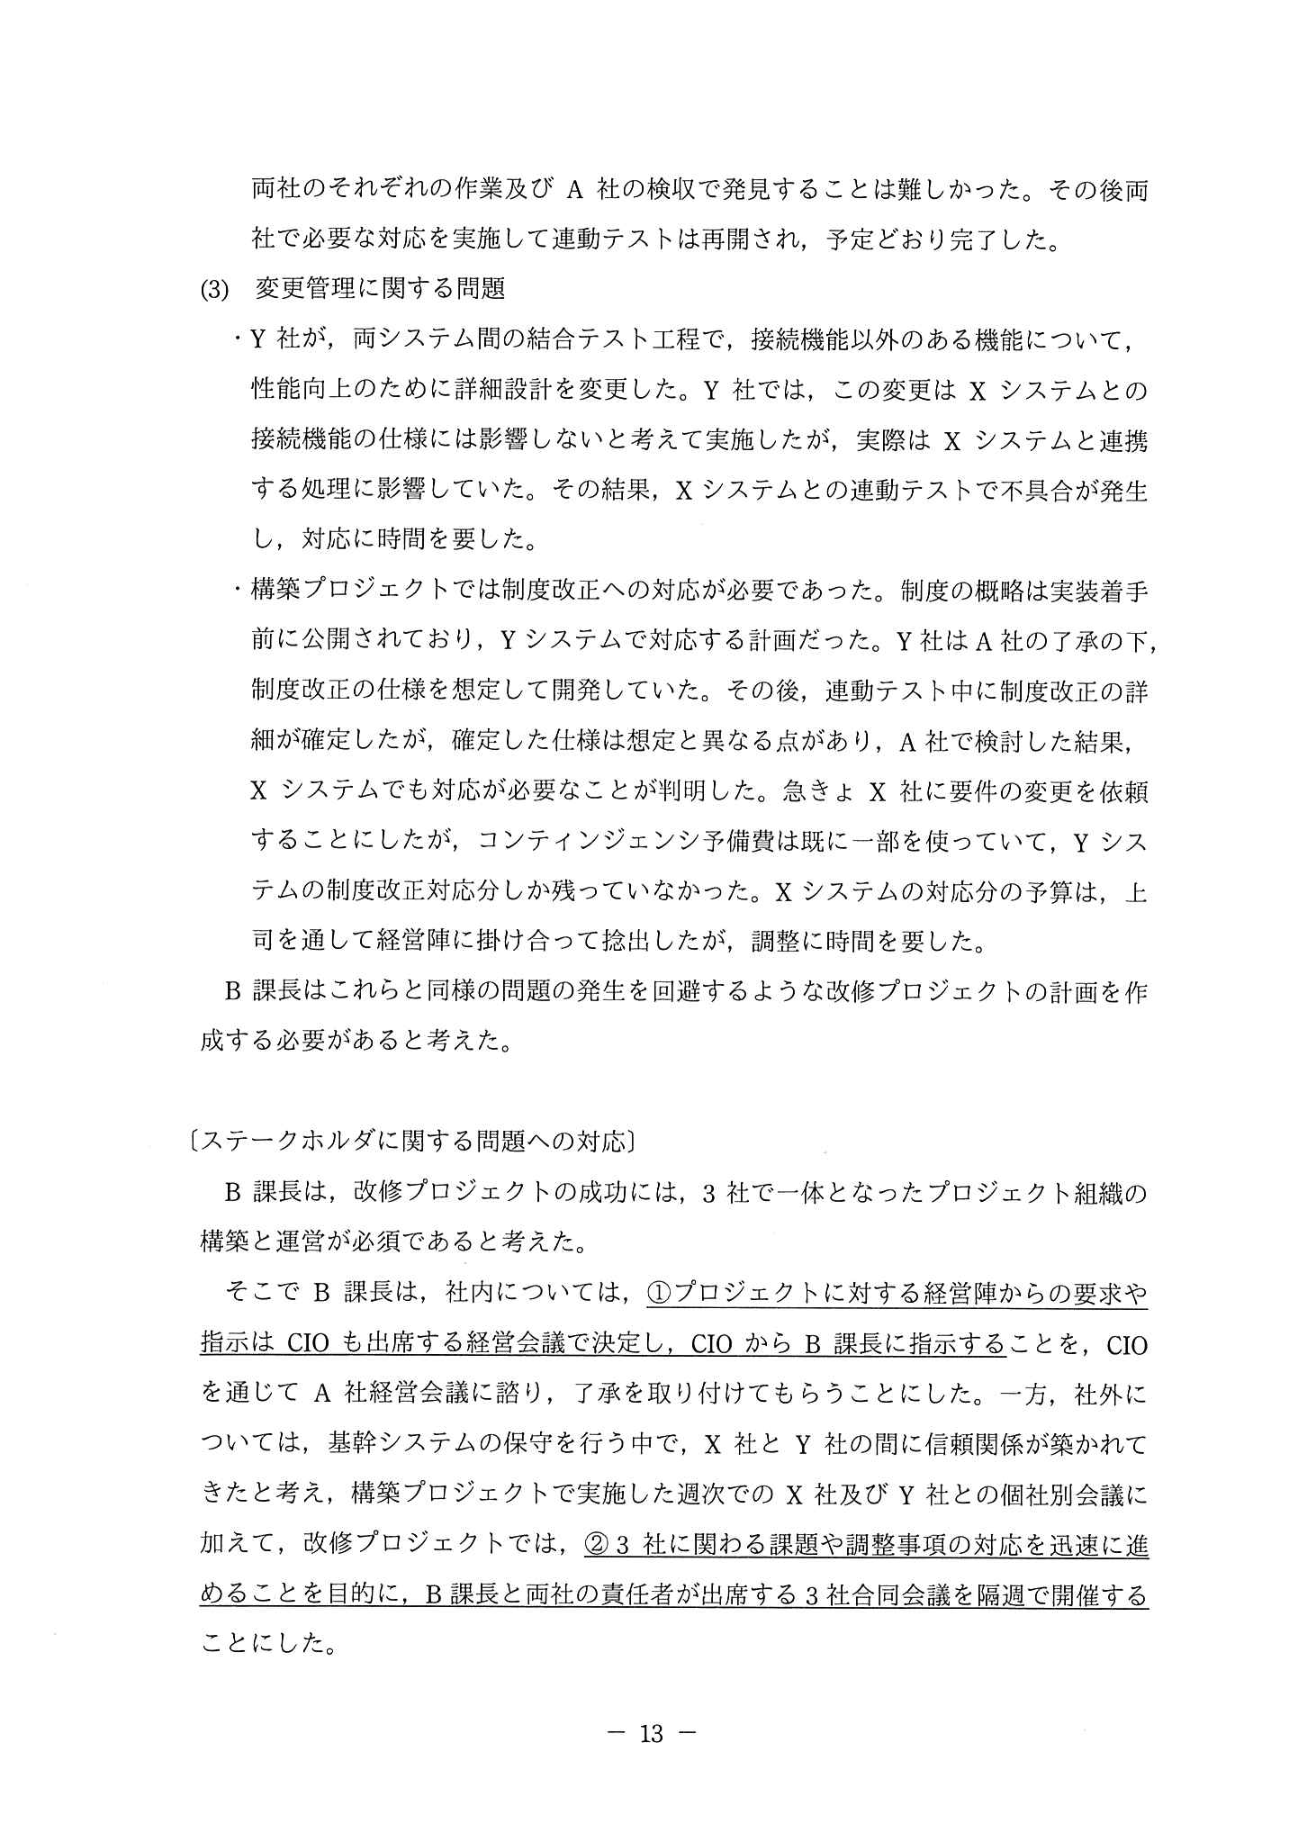 両社のそれぞれの作業及び A 社の検収で発見することは難しかった。その後両
社で必要な対応を実施して連動テストは再開され，予定どおり完了した。
(3) 変更管理に関する問題
・Y 社が，両システム間の結合テスト工程で，接続機能以外のある機能について，
性能向上のために詳細設計を変更した。Y 社では，この変更は X システムとの
接続機能の仕様には影響しないと考えて実施したが，実際は X システムと連携
する処理に影響していた。その結果，X システムとの連動テストで不具合が発生
し，対応に時間を要した。
・構築プロジェクトでは制度改正への対応が必要であった。制度の概略は実装着手
前に公開されており，Y システムで対応する計画だった。Y 社は A 社の了承の下，
制度改正の仕様を想定して開発していた。その後，連動テスト中に制度改正の詳
細が確定したが，確定した仕様は想定と異なる点があり，A 社で検討した結果，
X システムでも対応が必要なことが判明した。急きょ X 社に要件の変更を依頼
することにしたが，コンティンジェンシ予備費は既に一部を使っていて，Y シス
テムの制度改正対応分しか残っていなかった。X システムの対応分の予算は，上
司を通して経営陣に掛け合って捻出したが，調整に時間を要した。
B 課長はこれらと同様の問題の発生を回避するような改修プロジェクトの計画を作
成する必要があると考えた。
〔ステークホルダに関する問題への対応〕
B 課長は，改修プロジェクトの成功には，3 社で一体となったプロジェクト組織の
構築と運営が必須であると考えた。
そこで B 課長は，社内については，①プロジェクトに対する経営陣からの要求や
指示は CIO も出席する経営会議で決定し，CIO から B 課長に指示することを，CIO
を通じて A 社経営会議に諮り，了承を取り付けてもらうことにした。一方，社外に
ついては，基幹システムの保守を行う中で，X 社と Y 社の間に信頼関係が築かれて
きたと考え，構築プロジェクトで実施した週次での X 社及び Y 社との個社別会議に
加えて，改修プロジェクトでは，②3 社に関わる課題や調整事項の対応を迅速に進
めることを目的に，B 課長と両社の責任者が出席する 3 社合同会議を隔週で開催する
ことにした。
－ 13 －